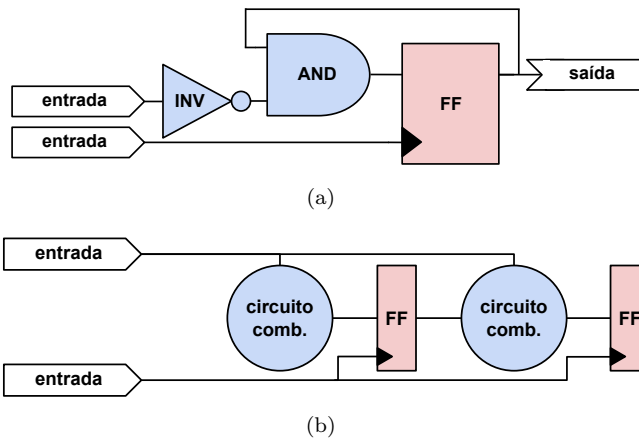 AND
saída
entrada
INV
FF
entrada
(a)
entrada
circuito
comb.
FF
circuito
comb.
FF
entrada
(b)